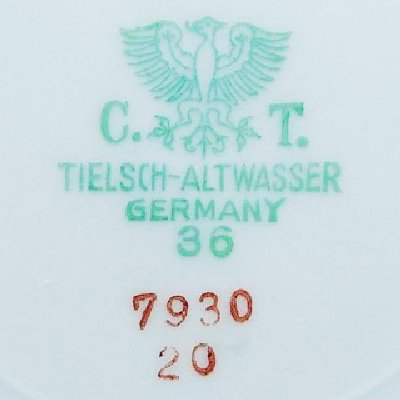 C. T.
TIELSCH-ALTWASSER
GERMANY
36
7930
20